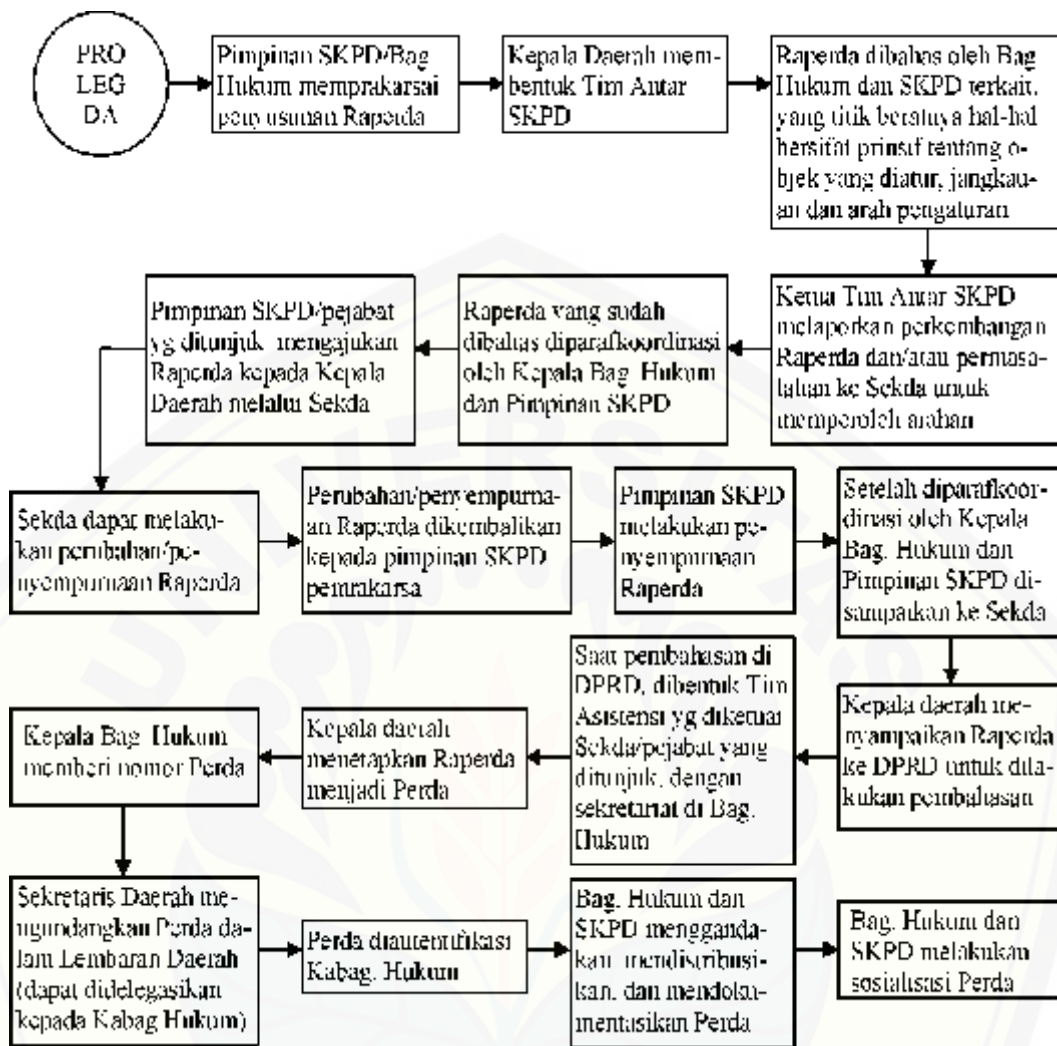 PRO
LEG
DA
Pimpinan SKPD/Bag
Hukum memprakarsai
penyusunan Raperda
Kepala Daerah mem-
bentuk Tim Antar
SKPD
Raperda dibahas oleh Bag
Hukum dan SKPD terkait,
yang titik beratnya hal-hal
bersifat prinsif tentang o-
bjek yang diatur, jangkau-
an dan arah pengaturan
Ketua Tim Antar SKPD
melaporkan perkembangan
Raperda dan/atau permasa-
lahan ke Sekda untuk
memperoleh arahan
Raperda yang sudah
dibahas diparafkoordinasi
oleh Kepala Bag. Hukum
dan Pimpinan SKPD
Pimpinan SKPD/pejabat
yg ditunjuk mengajukan
Raperda kepada Kepala
Daerah melalui Sekda
Sekda dapat melaku-
kan perubahan/pe-
nyempurnaan Raperda
Perubahan/penyempurna-
an Raperda dikembalikan
kepada pimpinan SKPD
pemrakarsa
Pimpinan SKPD
melakukan pe-
nyempurnaan
Raperda
Setelah diparafkoor-
dinasi oleh Kepala
Bag. Hukum dan
Pimpinan SKPD di-
sampaikan ke Sekda
Kepala daerah me-
nyampaikan Raperda
ke DPRD untuk dila-
kukan pembahasan
Saat pembahasan di
DPRD, dibentuk Tim
Asistensi yg diketuai
Sekda/pejabat yang
ditunjuk, dengan
sekretariat di Bag.
Hukum
Kepala daerah
menetapkan Raperda
menjadi Perda
Kepala Bag. Hukum
memberi nomor Perda
Sekretaris Daerah me-
ngundangkan Perda da-
lam Lembaran Daerah
(dapat didelegasikan
kepada Kabag Hukum)
Perda diautentifikasi
Kabag. Hukum
Bag. Hukum dan
SKPD mengganda-
kan, mendistribusi-
kan, dan mendoku-
mentasikan Perda
Bag. Hukum dan
SKPD melakukan
sosialisasi Perda
UNIVERSITAS